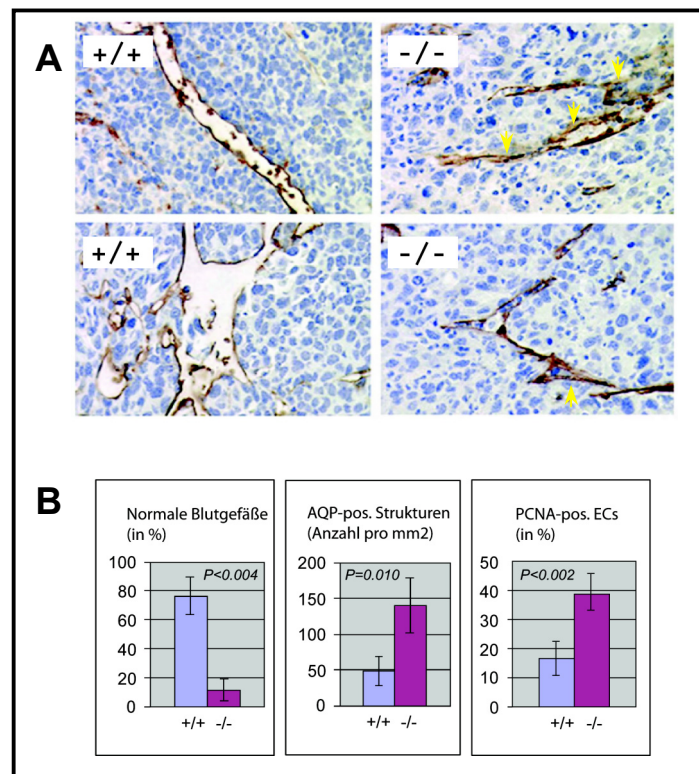 A
+/+
-/-
+/+
-/-
B
Normale Blutgefäße
(in %)
P<0.004
100
80
60
40
20
0
+/+ -/-
AQP-pos. Strukturen
(Anzahl pro mm2)
P=0.010
200
150
100
50
0
+/+ -/-
PCNA-pos. ECs
(in %)
P<0.002
50
40
30
20
10
0
+/+ -/-